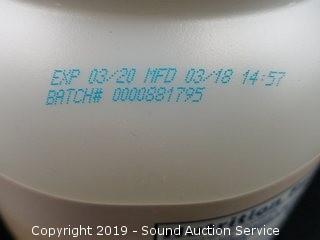 EXP 03/20 MFD 03/18 14:57
BATCH# 0000881795
Copyright 2019 - Sound Auction Service